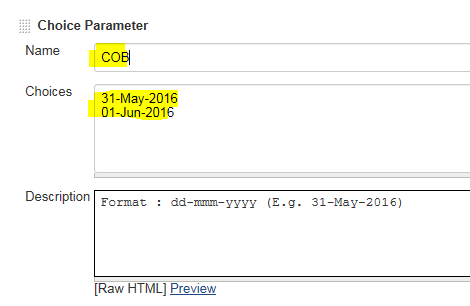 Choice Parameter
Name
COB
Choices
31-May-2016
01-Jun-2016
Description
Format : dd-mmm-yyyy (E.g. 31-May-2016)
[Raw HTML] Preview